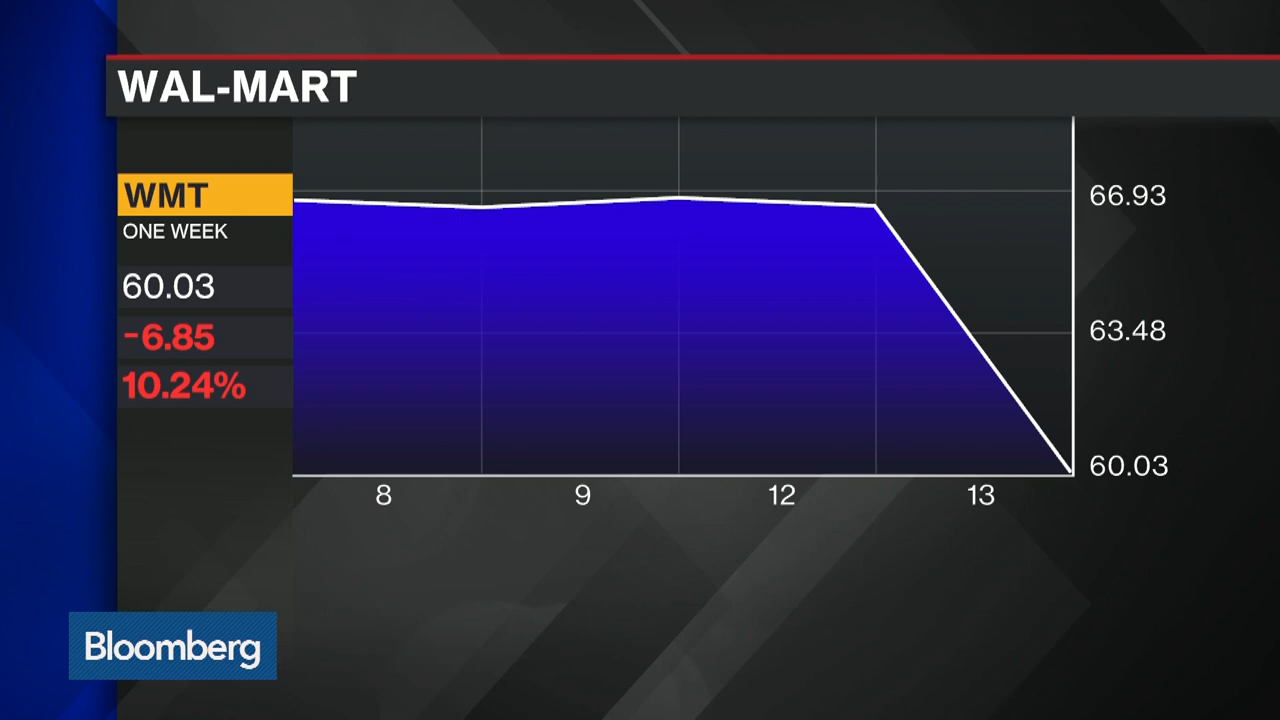 WAL-MART
WMT
ONE WEEK
60.03
-6.85
10.24%
66.93
63.48
60.03
8 9 12 13
Bloomberg